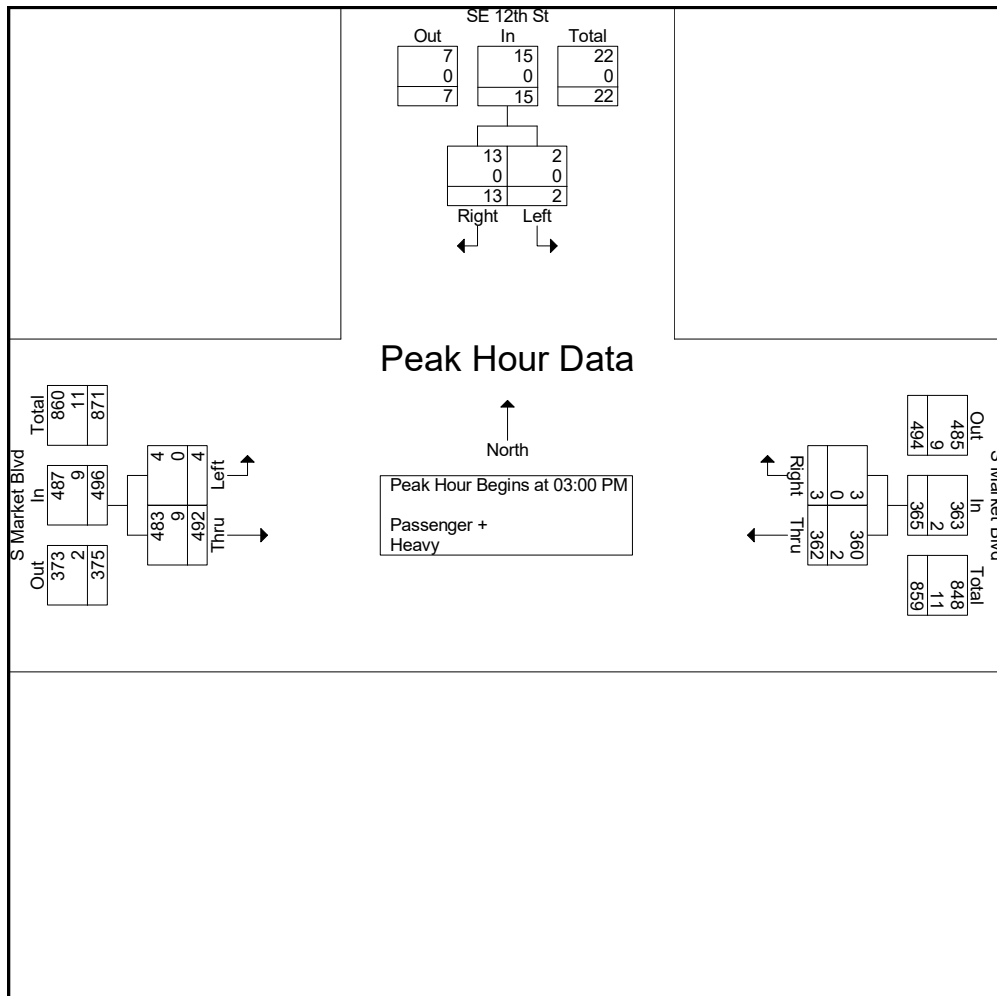 SE 12th St
Out In Total
7 15 22
0 0 0
7 15 22
13 2
0 0
13 2
Right Left
Peak Hour Data
North
Peak Hour Begins at 03:00 PM
Passenger +
Heavy
S Market Blvd
Out In Total
373 487 860
2 9 11
375 496 871
Thru Left
483 4
9 0
492 4
S Market Blvd
Out In Total
485 363 848
9 2 11
494 365 859
Right Thru
3 360
0 2
3 362